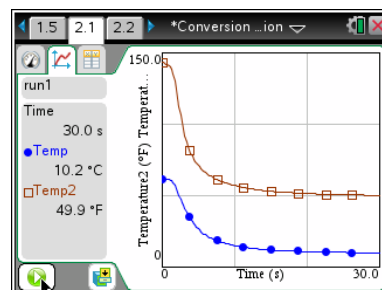 1.5 2.1 2.2 *Conversion …ion
run1
Time
30.0 s
Temp
10.2 °C
Temp2
49.9 °F
150.0
Temperature2 (°F) Temperat…
0
0 Time (s) 30.0